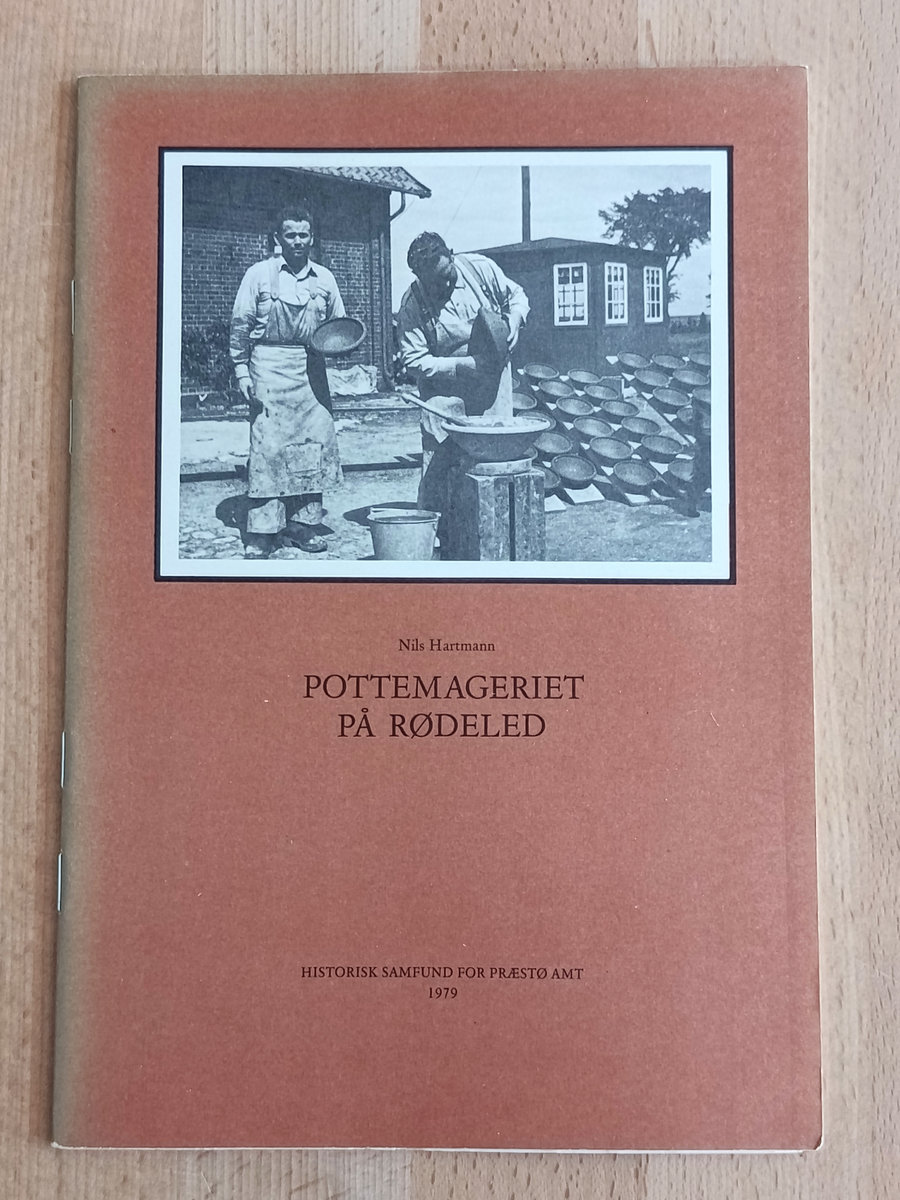 Nils Hartmann
POTTEMAGERIET
PÅ RØDELED
HISTORISK SAMFUND FOR PRÆSTØ AMT
1979